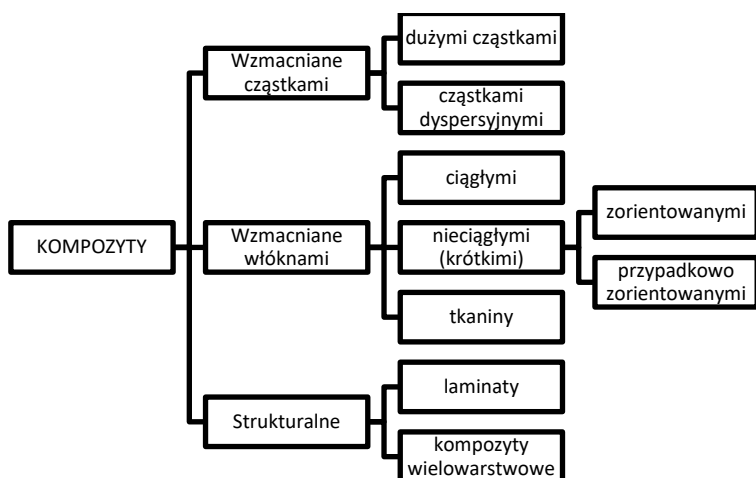 KOMPOZYTY
Wzmacniane
cząstkami
dużymi cząstkami
cząstkami
dyspersyjnymi
Wzmacniane
włóknami
ciągłymi
nieciągłymi
(krótkimi)
zorientowanymi
przypadkowo
zorientowanymi
tkaniny
Strukturalne
laminaty
kompozyty
wielowarstwowe